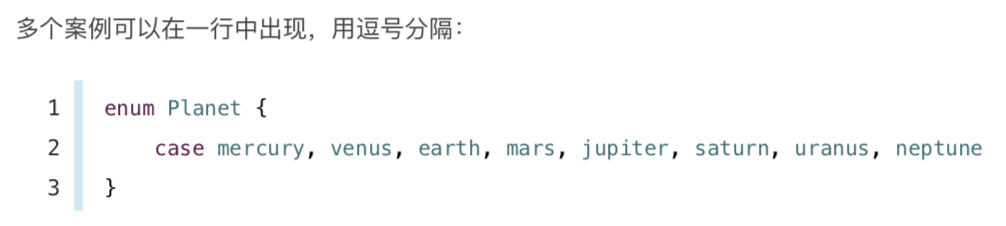 多个案例可以在一行中出现，用逗号分隔：
1 enum Planet {
2     case mercury, venus, earth, mars, jupiter, saturn, uranus, neptune
3 }